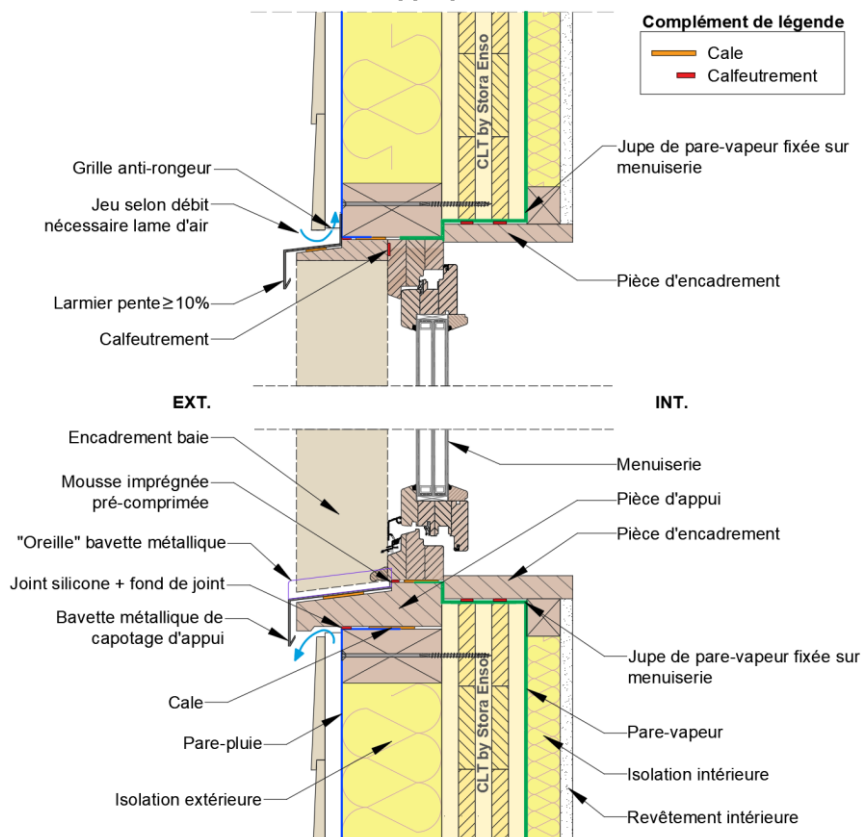 Complément de légende
Cale
Calfeutrement
CLT by Stora Enso
Grille anti-rongeur
Jeu selon débit
nécessaire lame d'air
Larmier pente ≥ 10%
Calfeutrement
Jupe de pare-vapeur fixée sur
menuiserie
Pièce d'encadrement
EXT.
INT.
Encadrement baie
Mousse imprégnée
pré-comprimée
"Oreille" bavette métallique
Joint silicone + fond de joint
Bavette métallique de
capotage d'appui
Cale
Pare-pluie
Isolation extérieure
Menuiserie
Pièce d'appui
Pièce d'encadrement
Jupe de pare-vapeur fixée sur
menuiserie
Pare-vapeur
Isolation intérieure
Revêtement intérieure
CLT by Stora Enso